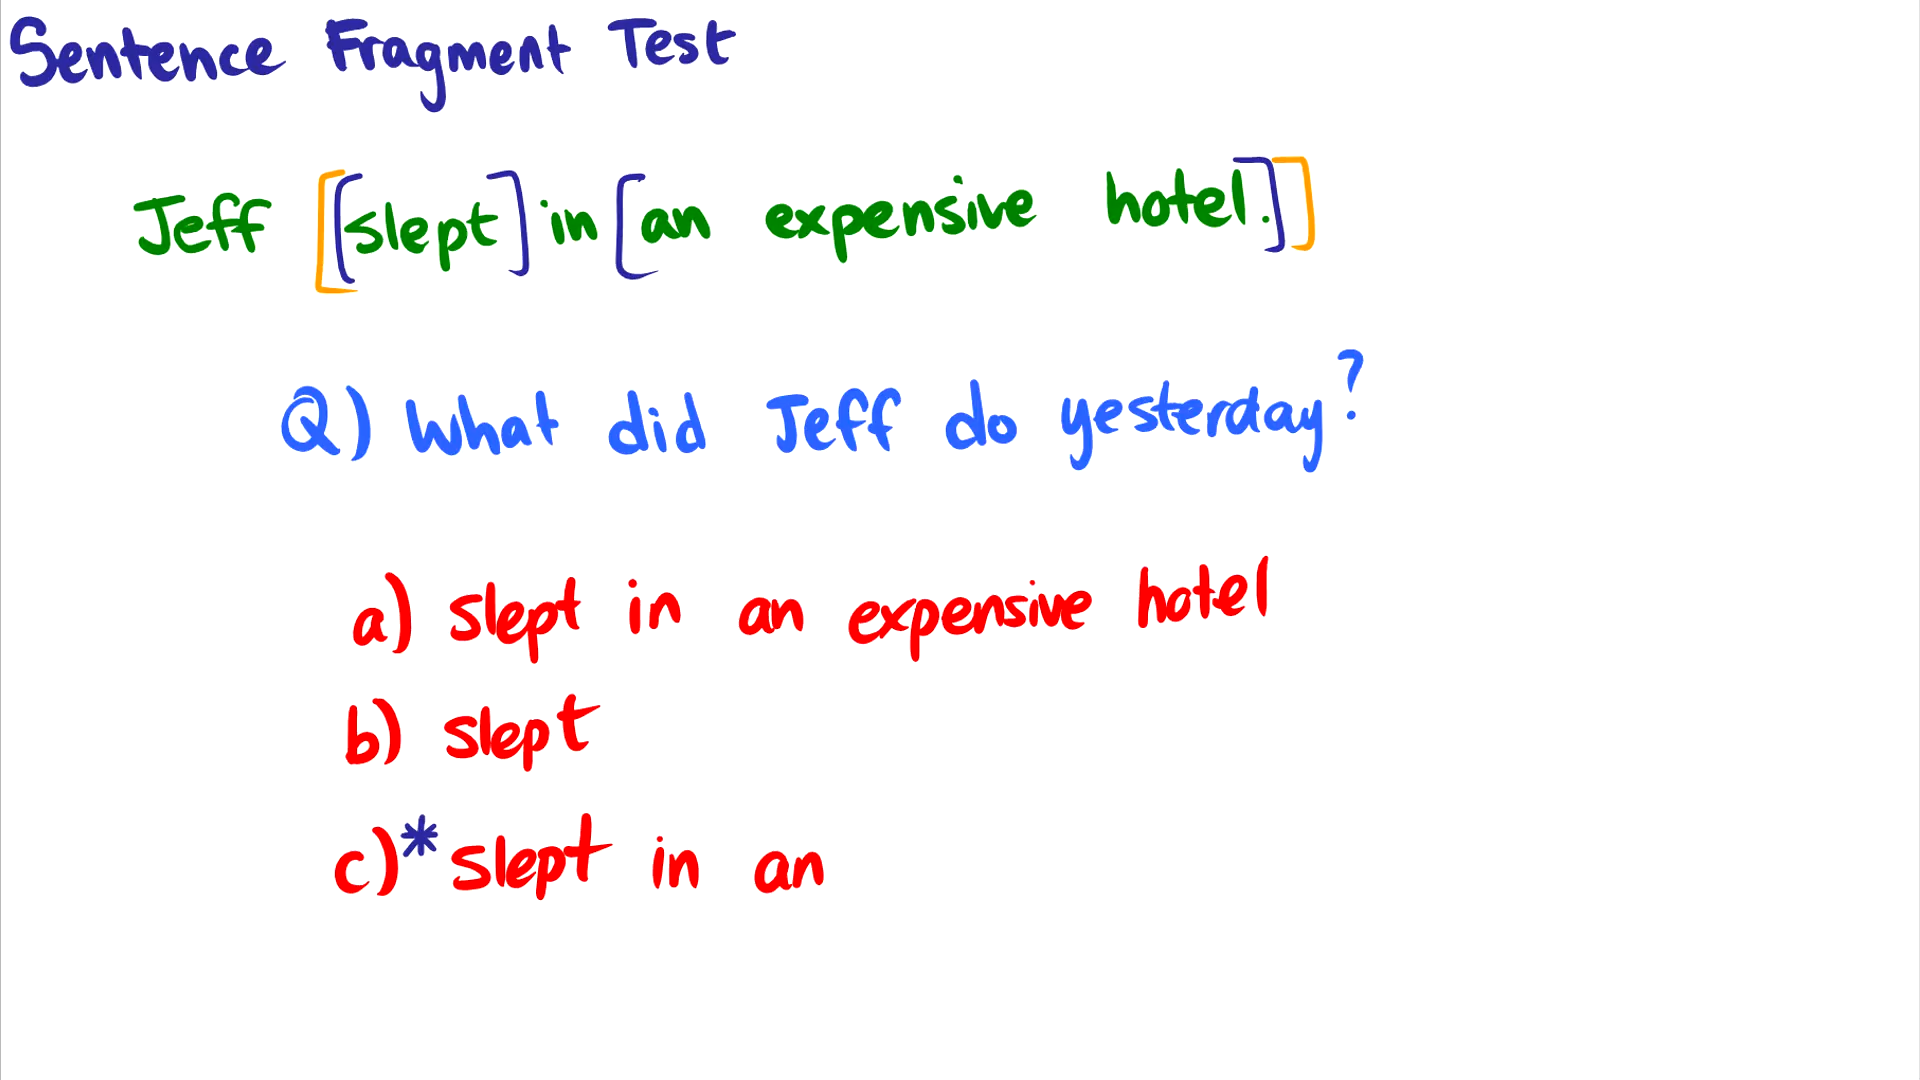 Sentence Fragment Test
Jeff [[slept] in [an expensive hotel.]]
Q) What did Jeff do yesterday?
a) slept in an expensive hotel
b) slept
c)* slept in an